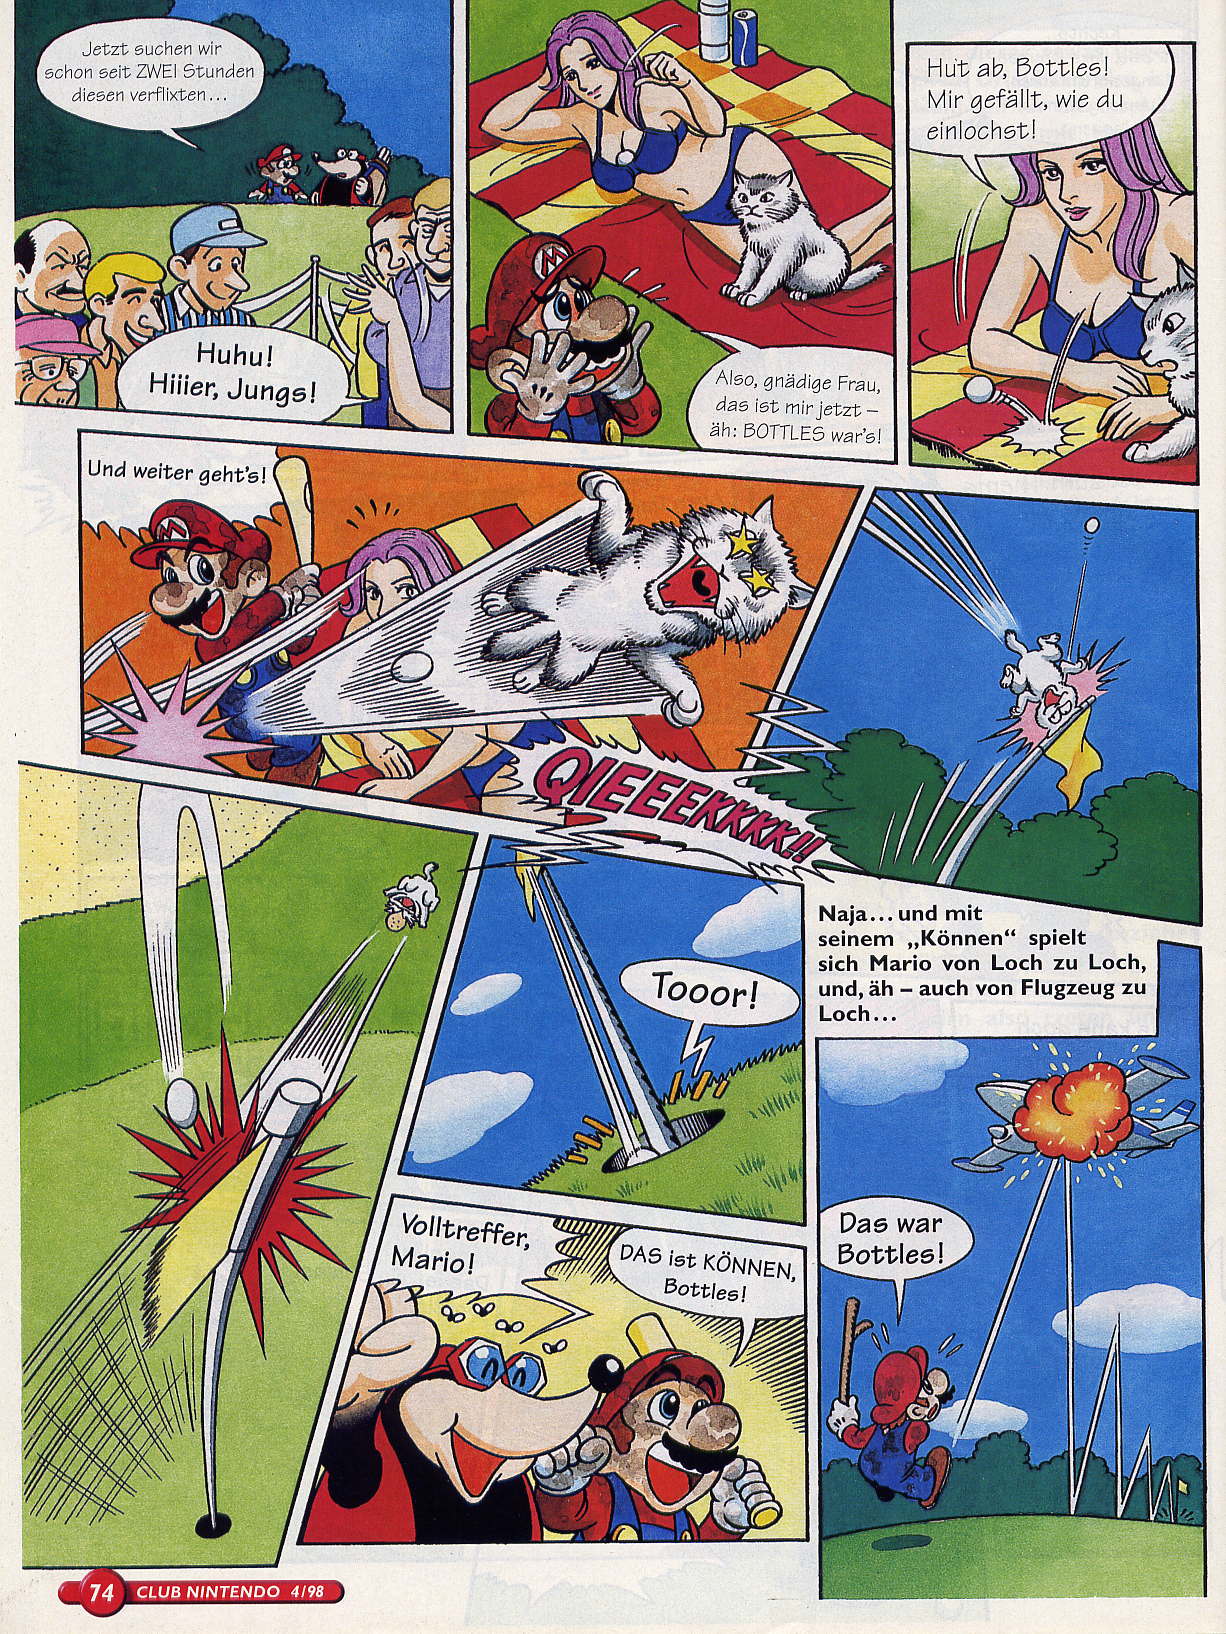 Jetzt suchen wir
schon seit ZWEI Stunden
diesen verflixten...
Huhu!
Hiiier, Jungs!
Also, gnädige Frau,
das ist mir jetzt –
äh: BOTTLES war's!
Hut ab, Bottles!
Mir gefällt, wie du
einlochst!
Und weiter geht's!
M
QIEEEKKKK!!
Tooor!
Naja... und mit
seinem „Können“ spielt
sich Mario von Loch zu Loch,
und, äh – auch von Flugzeug zu
Loch...
Volltreffer,
Mario!
DAS ist KÖNNEN,
Bottles!
Das war
Bottles!
74 CLUB NINTENDO 4/98